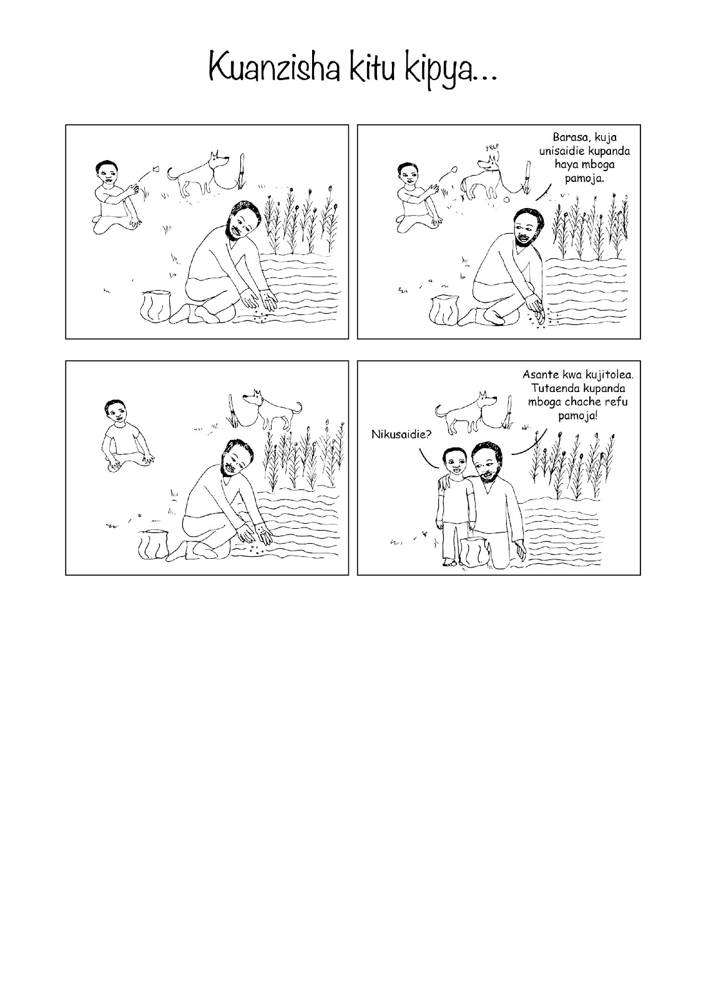 Kuanzisha kitu kipya...
YELP
Barasa, kuja
unisaidie kupanda
haya mboga
pamoja.
Nikusaidie?
Asante kwa kujitolea.
Tutaenda kupanda
mboga chache refu
pamoja!